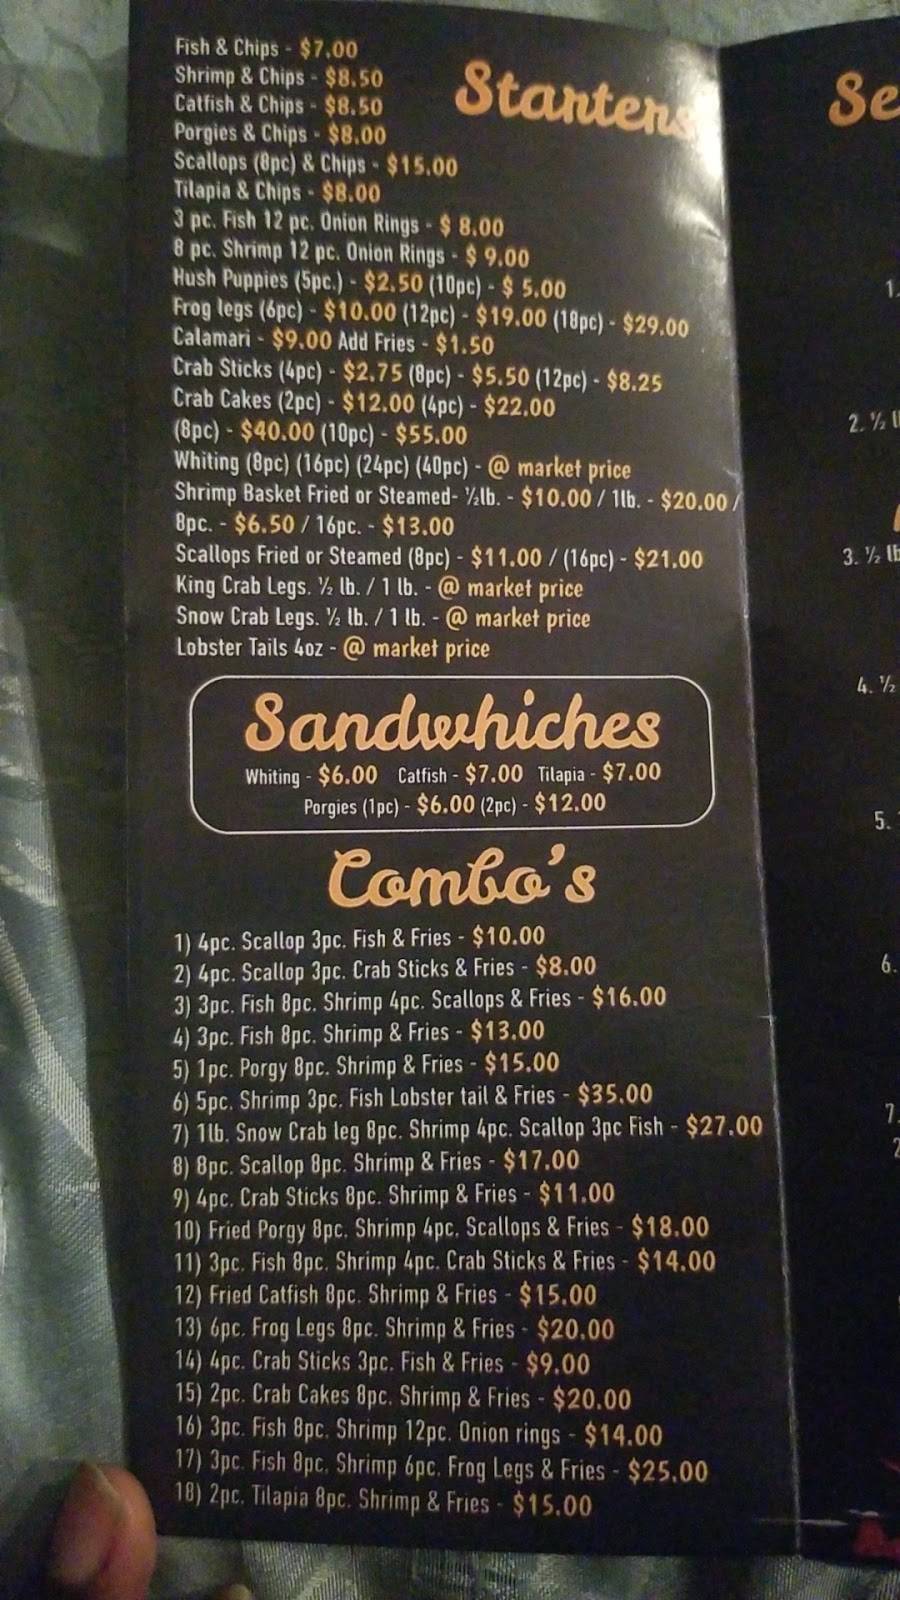 Starters
Fish & Chips - $7.00
Shrimp & Chips - $8.50
Catfish & Chips - $8.50
Porgies & Chips - $8.00
Scallops (8pc) & Chips - $15.00
Tilapia & Chips - $8.00
3 pc. Fish 12 pc. Onion Rings - $ 8.00
8 pc. Shrimp 12 pc. Onion Rings - $ 9.00
Hush Puppies (5pc.) - $2.50 (10pc) - $ 5.00
Frog legs (6pc) - $10.00 (12pc) - $19.00 (18pc) - $29.00
Calamari - $9.00 Add Fries - $1.50
Crab Sticks (4pc) - $2.75 (8pc) - $5.50 (12pc) - $8.25
Crab Cakes (2pc) - $12.00 (4pc) - $22.00
(8pc) - $40.00 (10pc) - $55.00
Whiting (8pc) (16pc) (24pc) (40pc) - @ market price
Shrimp Basket Fried or Steamed- ½lb. - $10.00 / 1lb. - $20.00 /
8pc. - $6.50 / 16pc. - $13.00
Scallops Fried or Steamed (8pc) - $11.00 / (16pc) - $21.00
King Crab Legs. ½ lb. / 1 lb. - @ market price
Snow Crab Legs. ½ lb. / 1 lb. - @ market price
Lobster Tails 4oz - @ market price
Sandwhiches
Whiting - $6.00 Catfish - $7.00 Tilapia - $7.00
Porgies (1pc) - $6.00 (2pc) - $12.00
Combo's
1) 4pc. Scallop 3pc. Fish & Fries - $10.00
2) 4pc. Scallop 3pc. Crab Sticks & Fries - $8.00
3) 3pc. Fish 8pc. Shrimp 4pc. Scallops & Fries - $16.00
4) 3pc. Fish 8pc. Shrimp & Fries - $13.00
5) 1pc. Porgy 8pc. Shrimp & Fries - $15.00
6) 5pc. Shrimp 3pc. Fish Lobster tail & Fries - $35.00
7) 1lb. Snow Crab leg 8pc. Shrimp 4pc. Scallop 3pc Fish - $27.00
8) 8pc. Scallop 8pc. Shrimp & Fries - $17.00
9) 4pc. Crab Sticks 8pc. Shrimp & Fries - $11.00
10) Fried Porgy 8pc. Shrimp 4pc. Scallops & Fries - $18.00
11) 3pc. Fish 8pc. Shrimp 4pc. Crab Sticks & Fries - $14.00
12) Fried Catfish 8pc. Shrimp & Fries - $15.00
13) 6pc. Frog Legs 8pc. Shrimp & Fries - $20.00
14) 4pc. Crab Sticks 3pc. Fish & Fries - $9.00
15) 2pc. Crab Cakes 8pc. Shrimp & Fries - $20.00
16) 3pc. Fish 8pc. Shrimp 12pc. Onion rings - $14.00
17) 3pc. Fish 8pc. Shrimp 6pc. Frog Legs & Fries - $25.00
18) 2pc. Tilapia 8pc. Shrimp & Fries - $15.00
Se
1.
2. ½
3. ½ lb
4. ½
5.
6.
7.
2